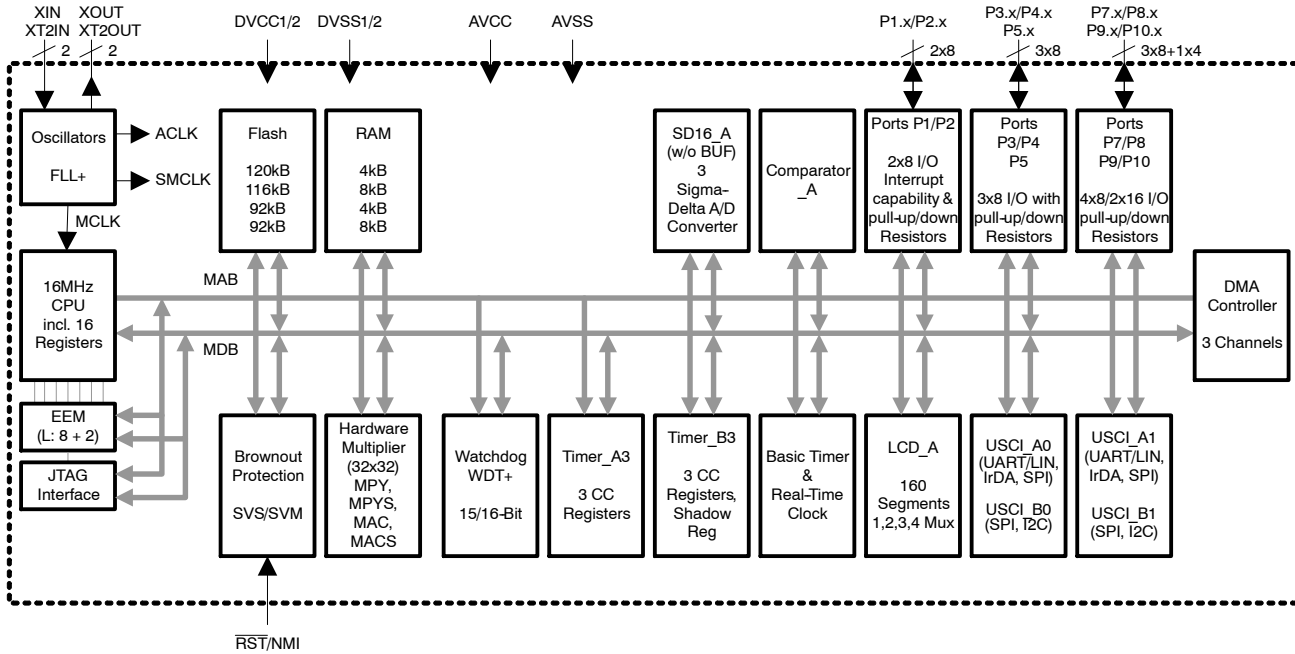 XIN
XT2IN
2
XOUT
XT2OUT
2
DVCC1/2
DVSS1/2
AVCC
AVSS
P1.x/P2.x
2x8
P3.x/P4.x
P5.x
3x8
P7.x/P8.x
P9.x/P10.x
3x8+1x4
Oscillators
FLL+
ACLK
SMCLK
MCLK
Flash
120kB
116kB
92kB
92kB
RAM
4kB
8kB
4kB
8kB
SD16_A
(w/o BUF)
3
Sigma-
Delta A/D
Converter
Comparator
_A
Ports P1/P2
2x8 I/O
Interrupt
capability &
pull-up/down
Resistors
Ports
P3/P4
P5
3x8 I/O with
pull-up/down
Resistors
Ports
P7/P8
P9/P10
4x8/2x16 I/O
pull-up/down
Resistors
16MHz
CPU
incl. 16
Registers
MAB
MDB
DMA
Controller
3 Channels
EEM
(L: 8 + 2)
JTAG
Interface
Brownout
Protection
SVS/SVM
Hardware
Multiplier
(32x32)
MPY,
MPYS,
MAC,
MACS
Watchdog
WDT+
15/16-Bit
Timer_A3
3 CC
Registers
Timer_B3
3 CC
Registers,
Shadow
Reg
Basic Timer
&
Real-Time
Clock
LCD_A
160
Segments
1,2,3,4 Mux
USCI_A0
(UART/LIN,
IrDA, SPI)
USCI_B0
(SPI, I2C)
USCI_A1
(UART/LIN,
IrDA, SPI)
USCI_B1
(SPI, I2C)
RST/NMI